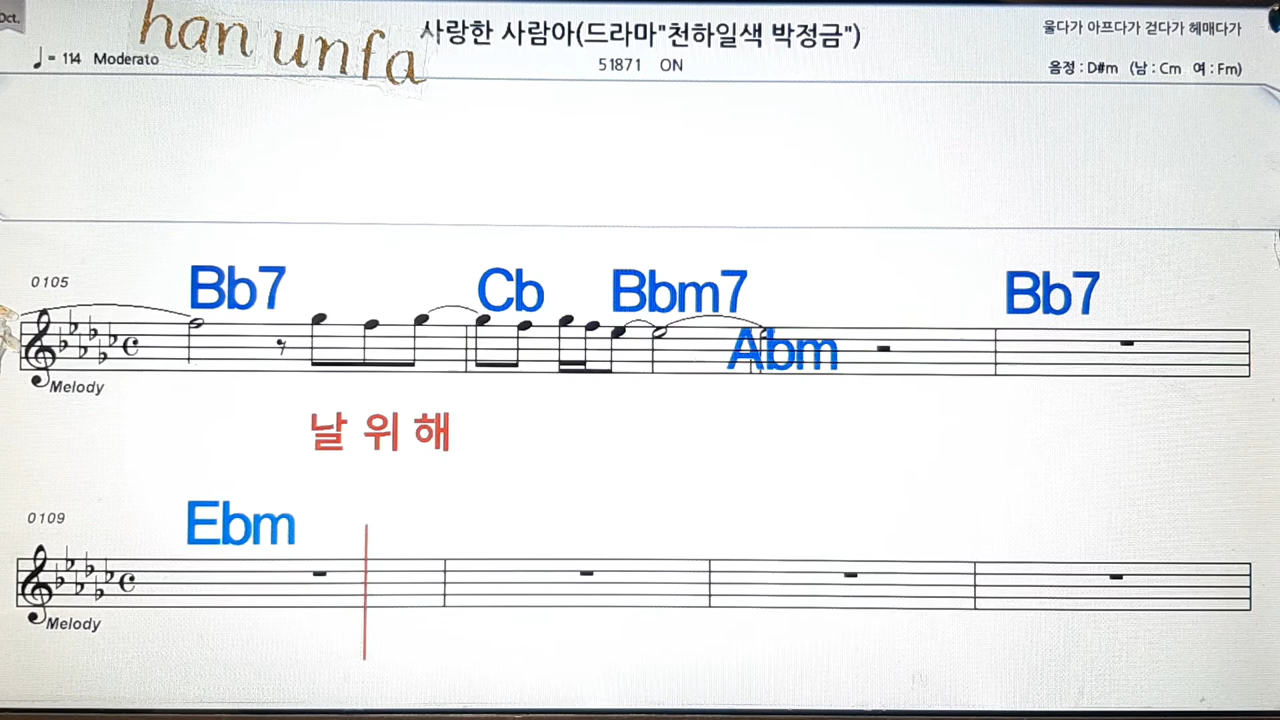 Oct.
han unfa
사랑한 사람아(드라마"천하일색 박정금")
울다가 아프다가 걷다가 헤매다가
♩ = 114 Moderato
51871 ON
음정 : D#m (남 : Cm 여 : Fm)
0105
Bb7 Cb Bbm7 Bb7
Abm
Melody
날 위 해
0109
Ebm
Melody